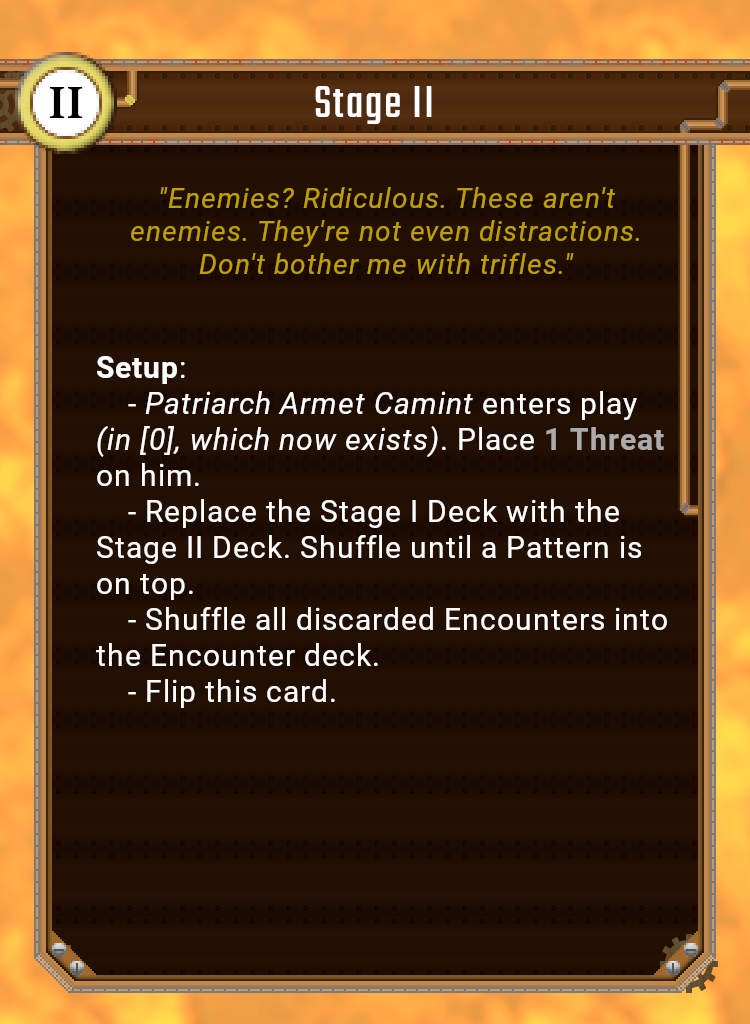 II
Stage II
"Enemies? Ridiculous. These aren't
enemies. They're not even distractions.
Don't bother me with trifles."
Setup:
- Patriarch Armet Camint enters play
(in [0], which now exists). Place 1 Threat
on him.
- Replace the Stage I Deck with the
Stage II Deck. Shuffle until a Pattern is
on top.
- Shuffle all discarded Encounters into
the Encounter deck.
- Flip this card.